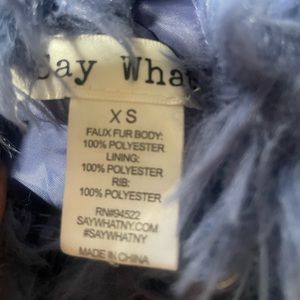 Say What
XS
FAUX FUR BODY:
100% POLYESTER
LINING:
100% POLYESTER
RIB:
100% POLYESTER
RN#94522
SAYWHATNY.COM
#SAYWHATNY
MADE IN CHINA